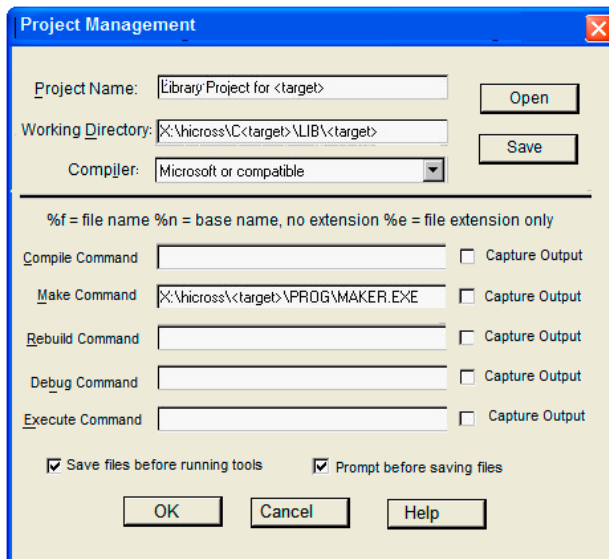 Project Management
Project Name: Library Project for <target>
Open
Working Directory: X:\hicross\C<target>\LIB\<target>
Save
Compiler: Microsoft or compatible
%f = file name %n = base name, no extension %e = file extension only
Compile Command Capture Output
Make Command X:\hicross\<target>\PROG\MAKER.EXE Capture Output
Rebuild Command Capture Output
Debug Command Capture Output
Execute Command Capture Output
Save files before running tools Prompt before saving files
OK Cancel Help